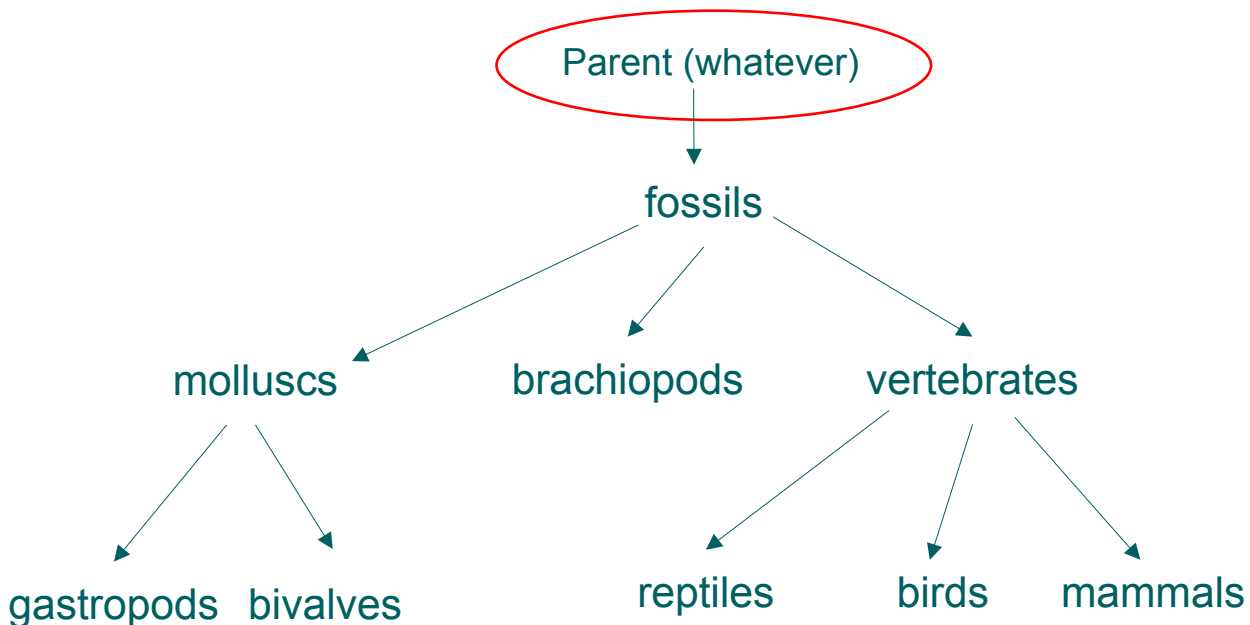 Parent (whatever)
fossils
molluscs brachiopods vertebrates
gastropods bivalves reptiles birds mammals